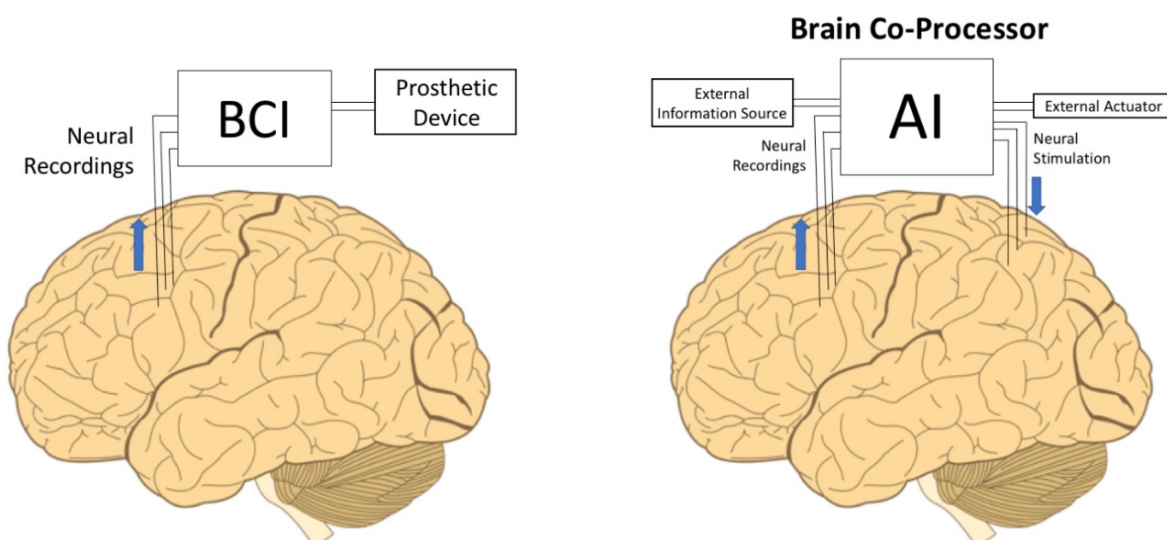 BCI
Prosthetic
Device
Neural
Recordings
Brain Co-Processor
External
Information Source
AI
External Actuator
Neural
Recordings
Neural
Stimulation